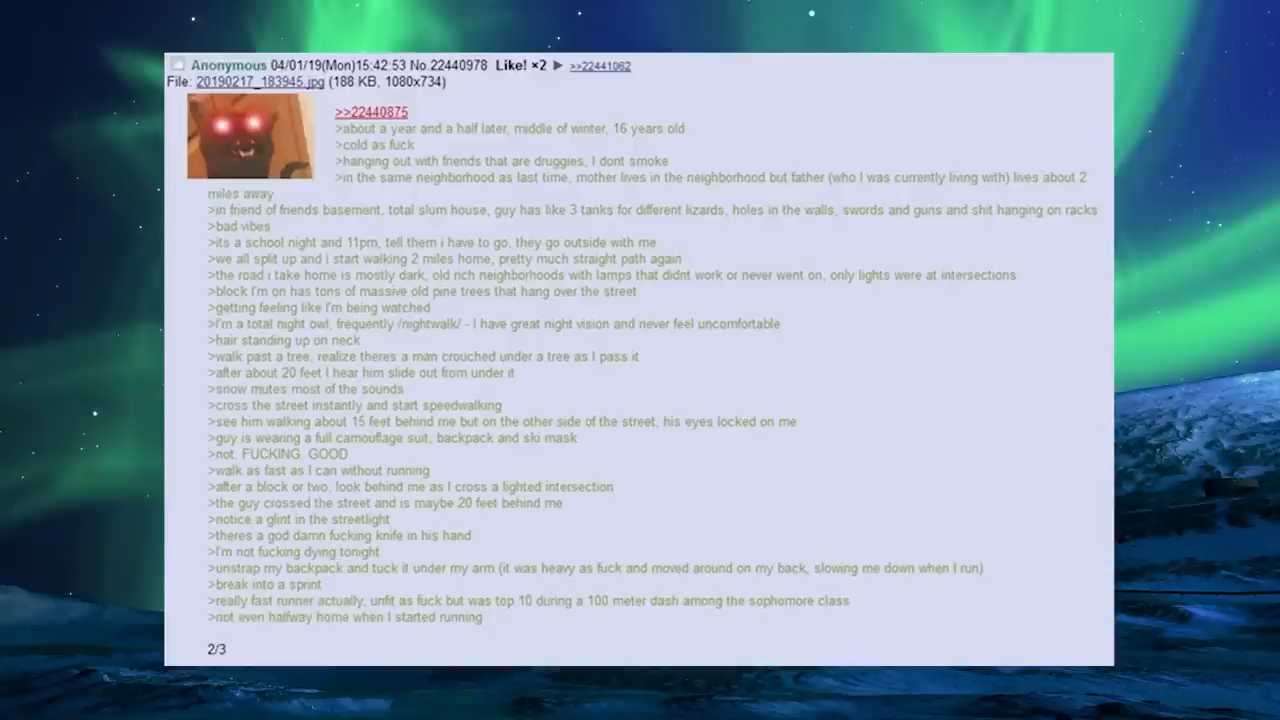 Anonymous 04/01/19(Mon)15:42:53 No.22440978 Like! ×2 ▶ >>22441062
File: 20190217_183945.jpg (188 KB, 1080x734)
>>22440875
>about a year and a half later, middle of winter, 16 years old
>cold as fuck
>hanging out with friends that are druggies, I dont smoke
>in the same neighborhood as last time, mother lives in the neighborhood but father (who I was currently living with) lives about 2
miles away
>in friend of friends basement, total slum house, guy has like 3 tanks for different lizards, holes in the walls, swords and guns and shit hanging on racks
>bad vibes
>its a school night and 11pm, tell them i have to go, they go outside with me
>we all split up and i start walking 2 miles home, pretty much straight path again
>the road i take home is mostly dark, old rich neighborhoods with lamps that didnt work or never went on, only lights were at intersections
>block I'm on has tons of massive old pine trees that hang over the street
>getting feeling like I'm being watched
>I'm a total night owl, frequently /nightwalk/ - I have great night vision and never feel uncomfortable
>hair standing up on neck
>walk past a tree, realize theres a man crouched under a tree as I pass it
>after about 20 feet I hear him slide out from under it
>snow mutes most of the sounds
>cross the street instantly and start speedwalking
>see him walking about 15 feet behind me but on the other side of the street, his eyes locked on me
>guy is wearing a full camouflage suit, backpack and ski mask
>not. FUCKING. GOOD
>walk as fast as I can without running
>after a block or two, look behind me as I cross a lighted intersection
>the guy crossed the street and is maybe 20 feet behind me
>notice a glint in the streetlight
>theres a god damn fucking knife in his hand
>I'm not fucking dying tonight
>unstrap my backpack and tuck it under my arm (it was heavy as fuck and moved around on my back, slowing me down when I run)
>break into a sprint
>really fast runner actually, unfit as fuck but was top 10 during a 100 meter dash among the sophomore class
>not even halfway home when I started running
2/3